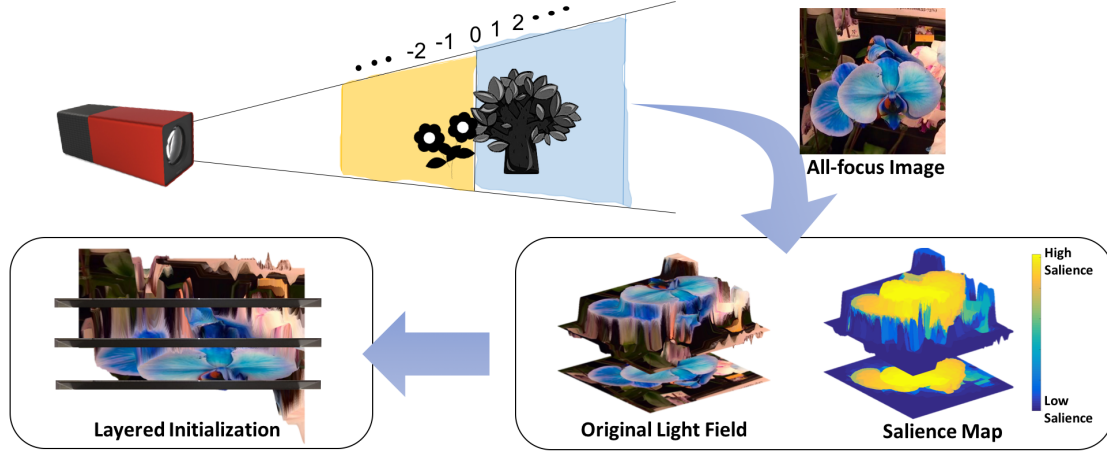 • • • -2 -1 0 1 2 • • • •
All-focus Image
High
Salience
Low
Salience
Layered Initialization
Original Light Field
Salience Map